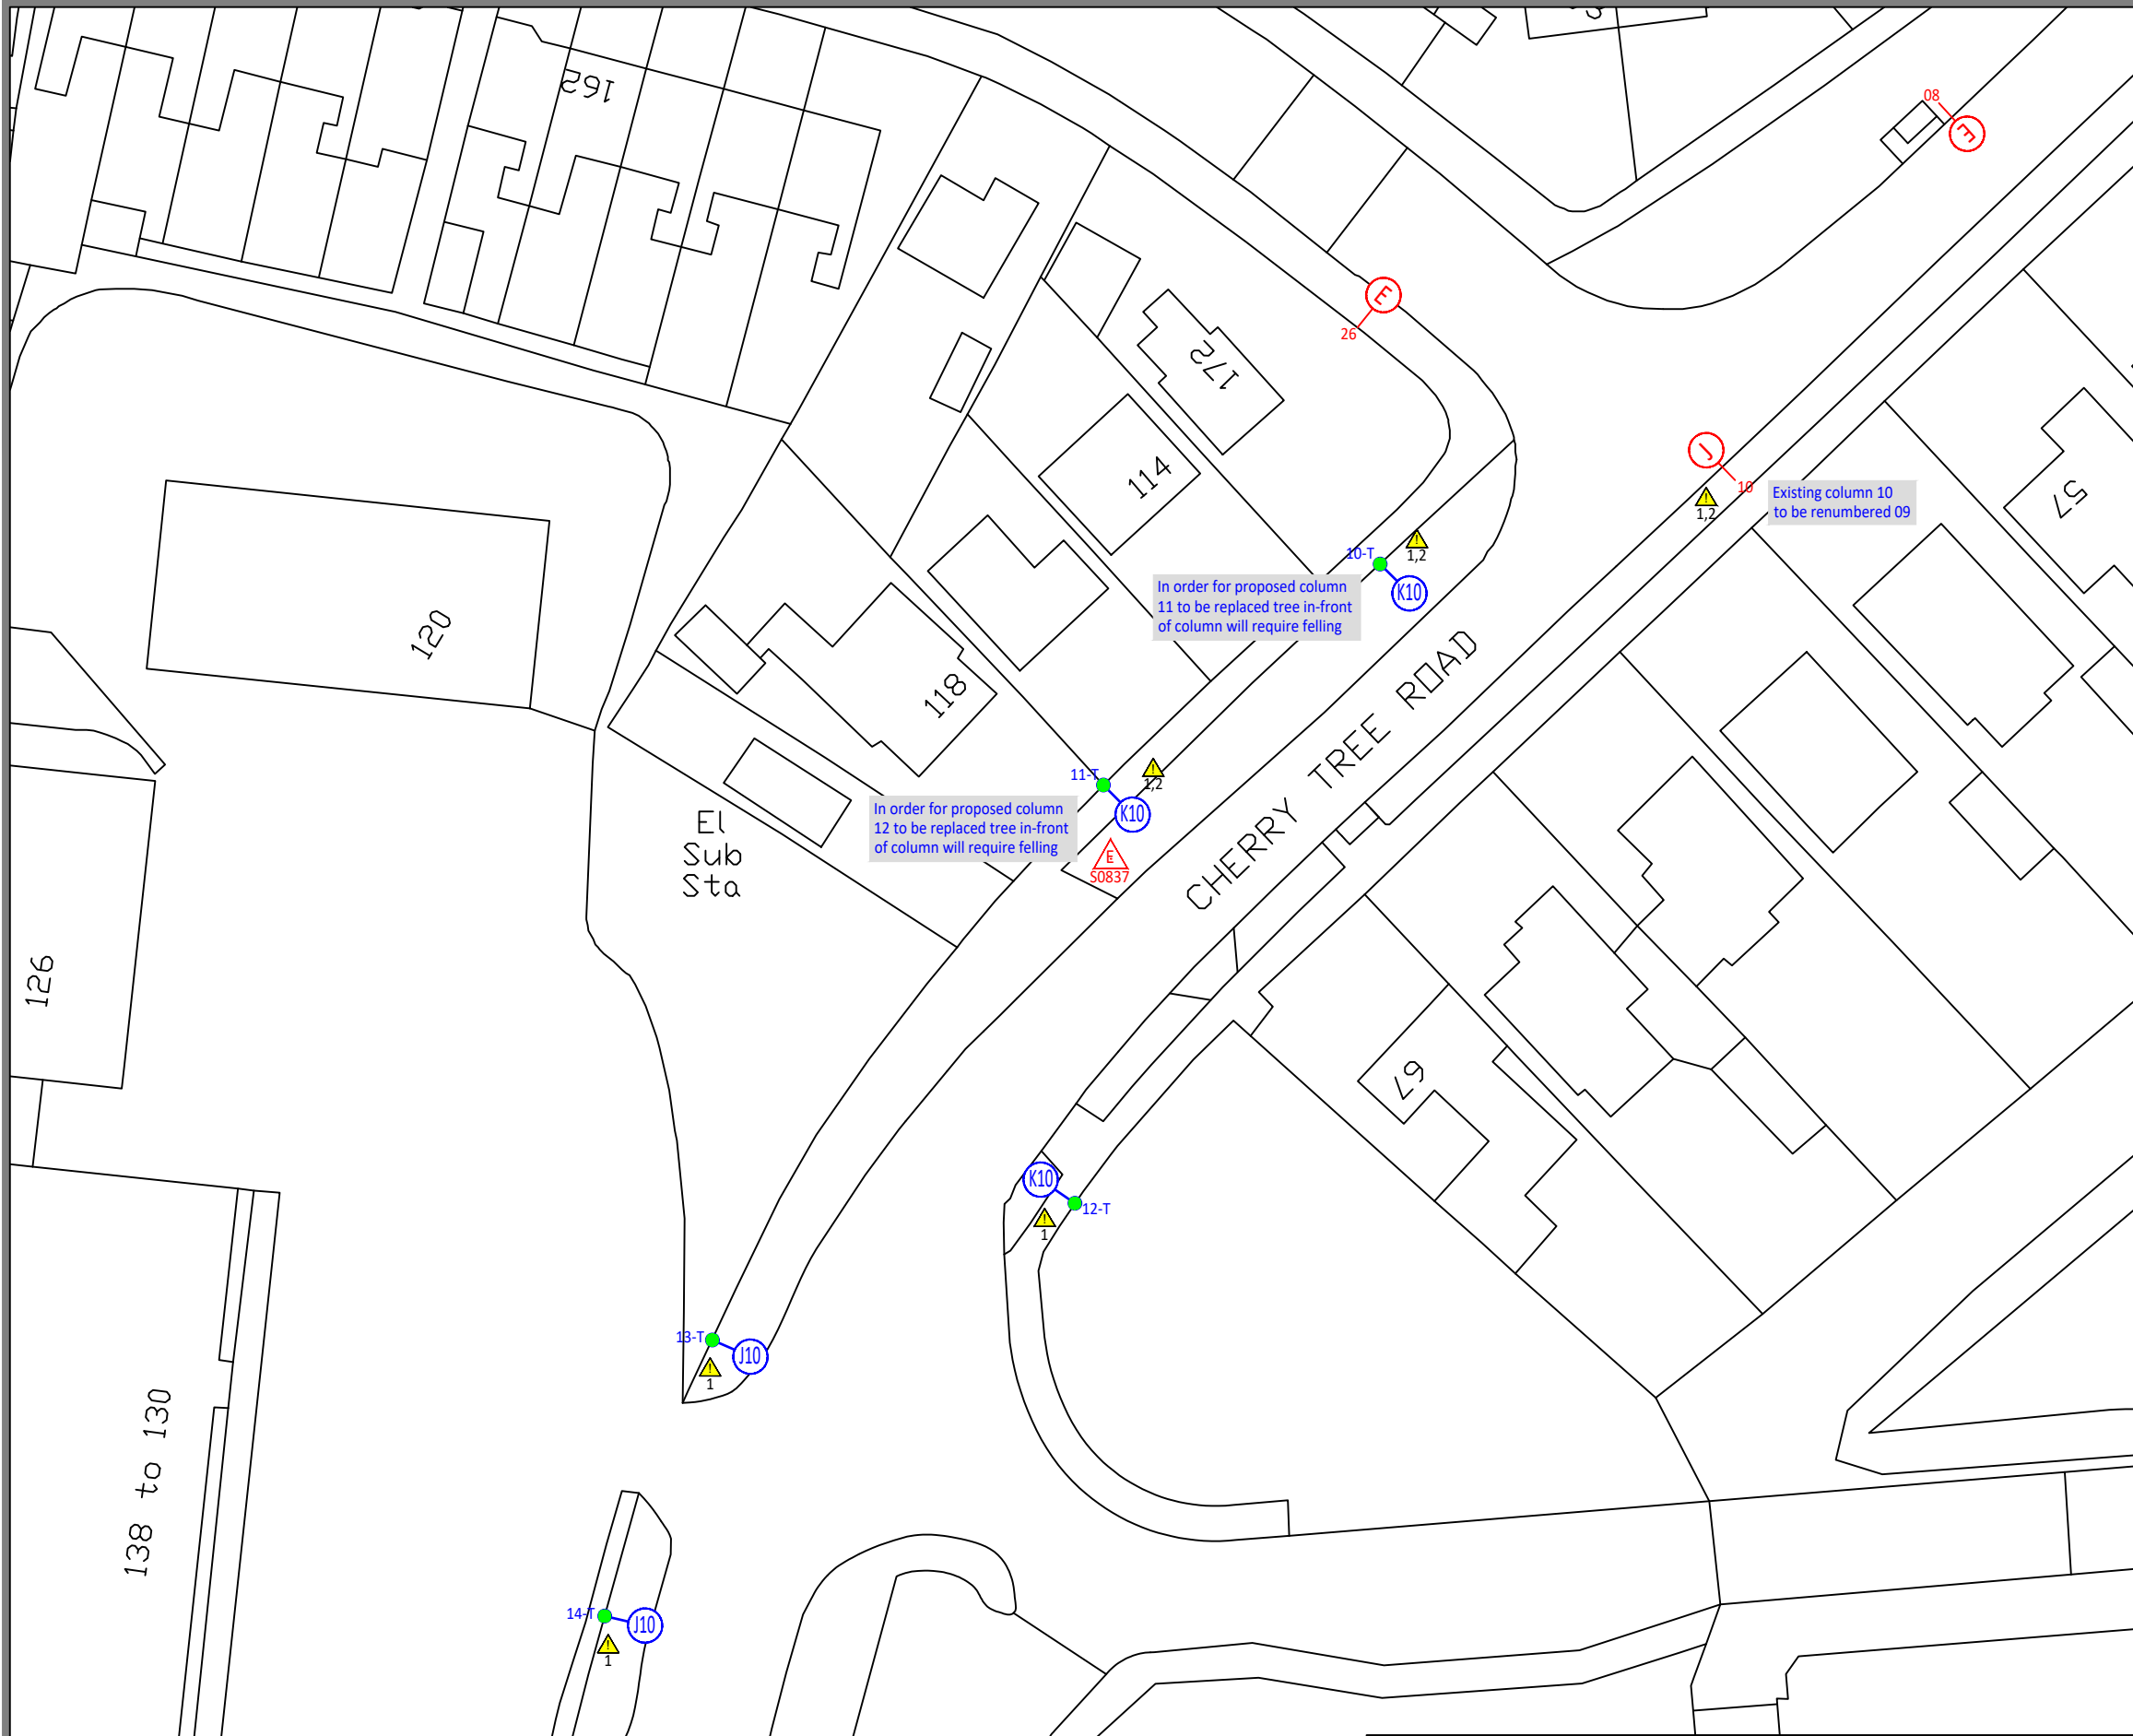 162
08
E
E
26
172
J
10
1,2
Existing column 10
to be renumbered 09
57
114
10-T
1,2
K10
In order for proposed column
11 to be replaced tree in-front
of column will require felling
120
118
CHERRY TREE ROAD
11-T
1,2
K10
In order for proposed column
12 to be replaced tree in-front
of column will require felling
E
S0837
El
Sub
Sta
126
67
K10
12-T
1
13-T
J10
1
138 to 130
14-T
J10
1